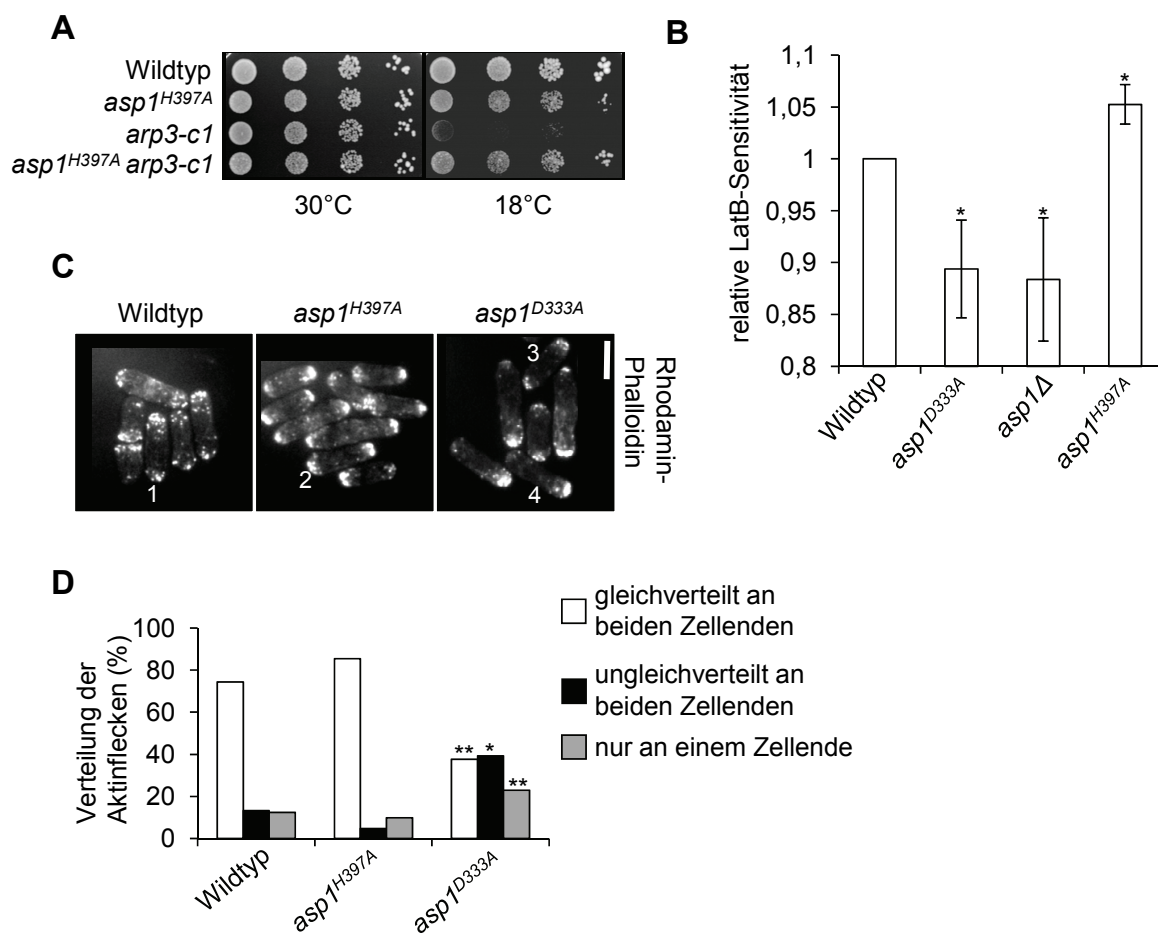 A
Wildtyp
asp1H397A
arp3-c1
asp1H397A arp3-c1
30°C
18°C
B
1,1
1,05
1
0,95
0,9
0,85
0,8
relative LatB-Sensitivität
*
*
*
Wildtyp
asp1D333A
asp1Δ
asp1H397A
C
Wildtyp
asp1H397A
asp1D333A
1
2
3
4
Rhodamin-
Phalloidin
D
100
80
60
40
20
0
Verteilung der
Aktinflecken (%)
** *
**
Wildtyp
asp1H397A
asp1D333A
gleichverteilt an
beiden Zellenden
ungleichverteilt an
beiden Zellenden
nur an einem Zellende